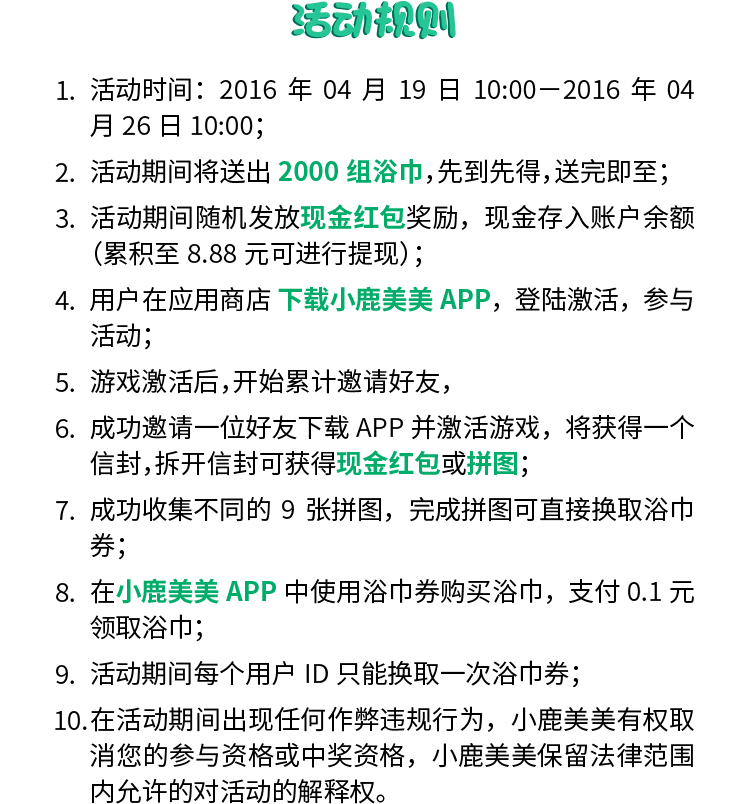 活动规则
1. 活动时间：2016 年 04 月 19 日 10:00－2016 年 04
月 26 日 10:00；
2. 活动期间将送出 2000 组浴巾，先到先得，送完即至；
3. 活动期间随机发放现金红包奖励，现金存入账户余额
（累积至 8.88 元可进行提现）；
4. 用户在应用商店 下载小鹿美美 APP，登陆激活，参与
活动；
5. 游戏激活后，开始累计邀请好友，
6. 成功邀请一位好友下载 APP 并激活游戏，将获得一个
信封，拆开信封可获得现金红包或拼图；
7. 成功收集不同的 9 张拼图，完成拼图可直接换取浴巾
券；
8. 在小鹿美美 APP 中使用浴巾券购买浴巾，支付 0.1 元
领取浴巾；
9. 活动期间每个用户 ID 只能换取一次浴巾券；
10. 在活动期间出现任何作弊违规行为，小鹿美美有权取
消您的参与资格或中奖资格，小鹿美美保留法律范围
内允许的对活动的解释权。